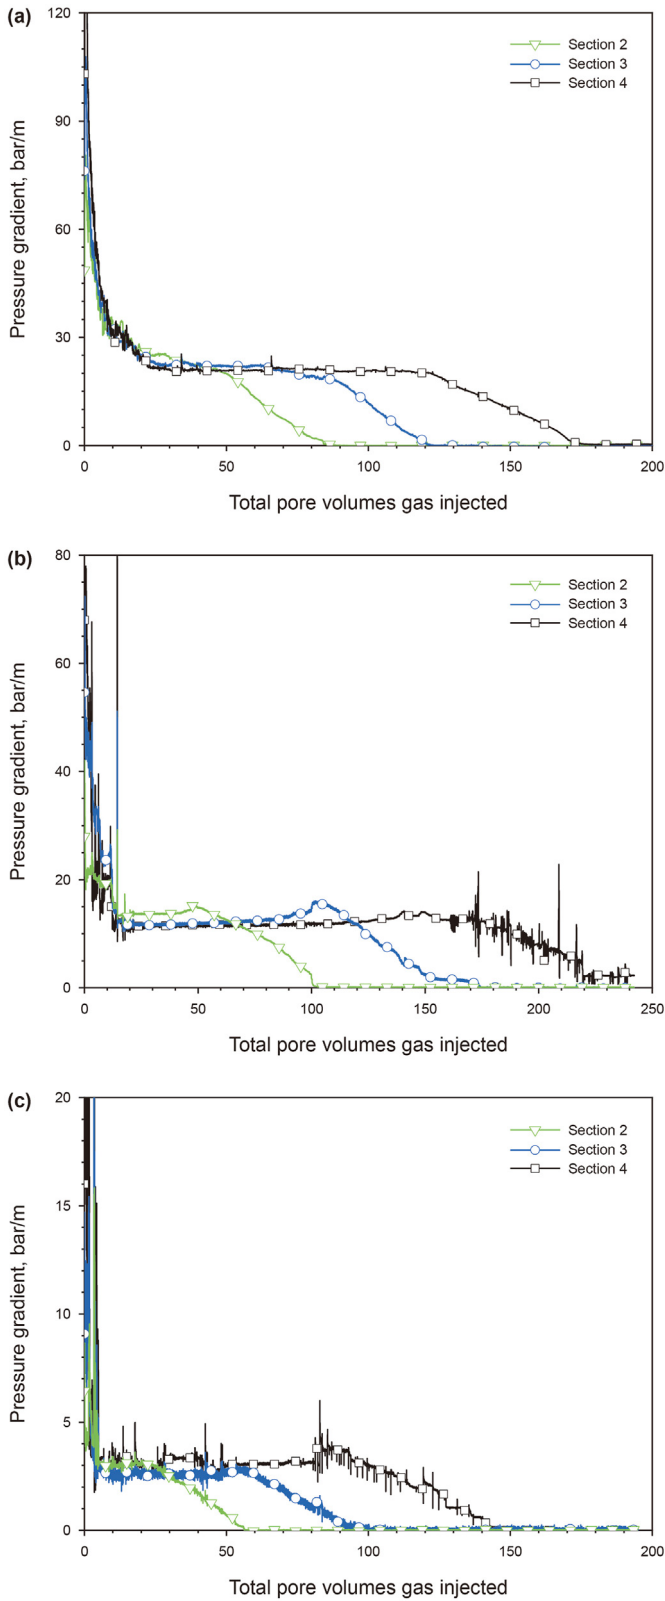 (a)
120
90
60
30
0
Pressure gradient, bar/m
Section 2
Section 3
Section 4
0 50 100 150 200
Total pore volumes gas injected
(b)
80
60
40
20
0
Pressure gradient, bar/m
Section 2
Section 3
Section 4
0 50 100 150 200 250
Total pore volumes gas injected
(c)
20
15
10
5
0
Pressure gradient, bar/m
Section 2
Section 3
Section 4
0 50 100 150 200
Total pore volumes gas injected